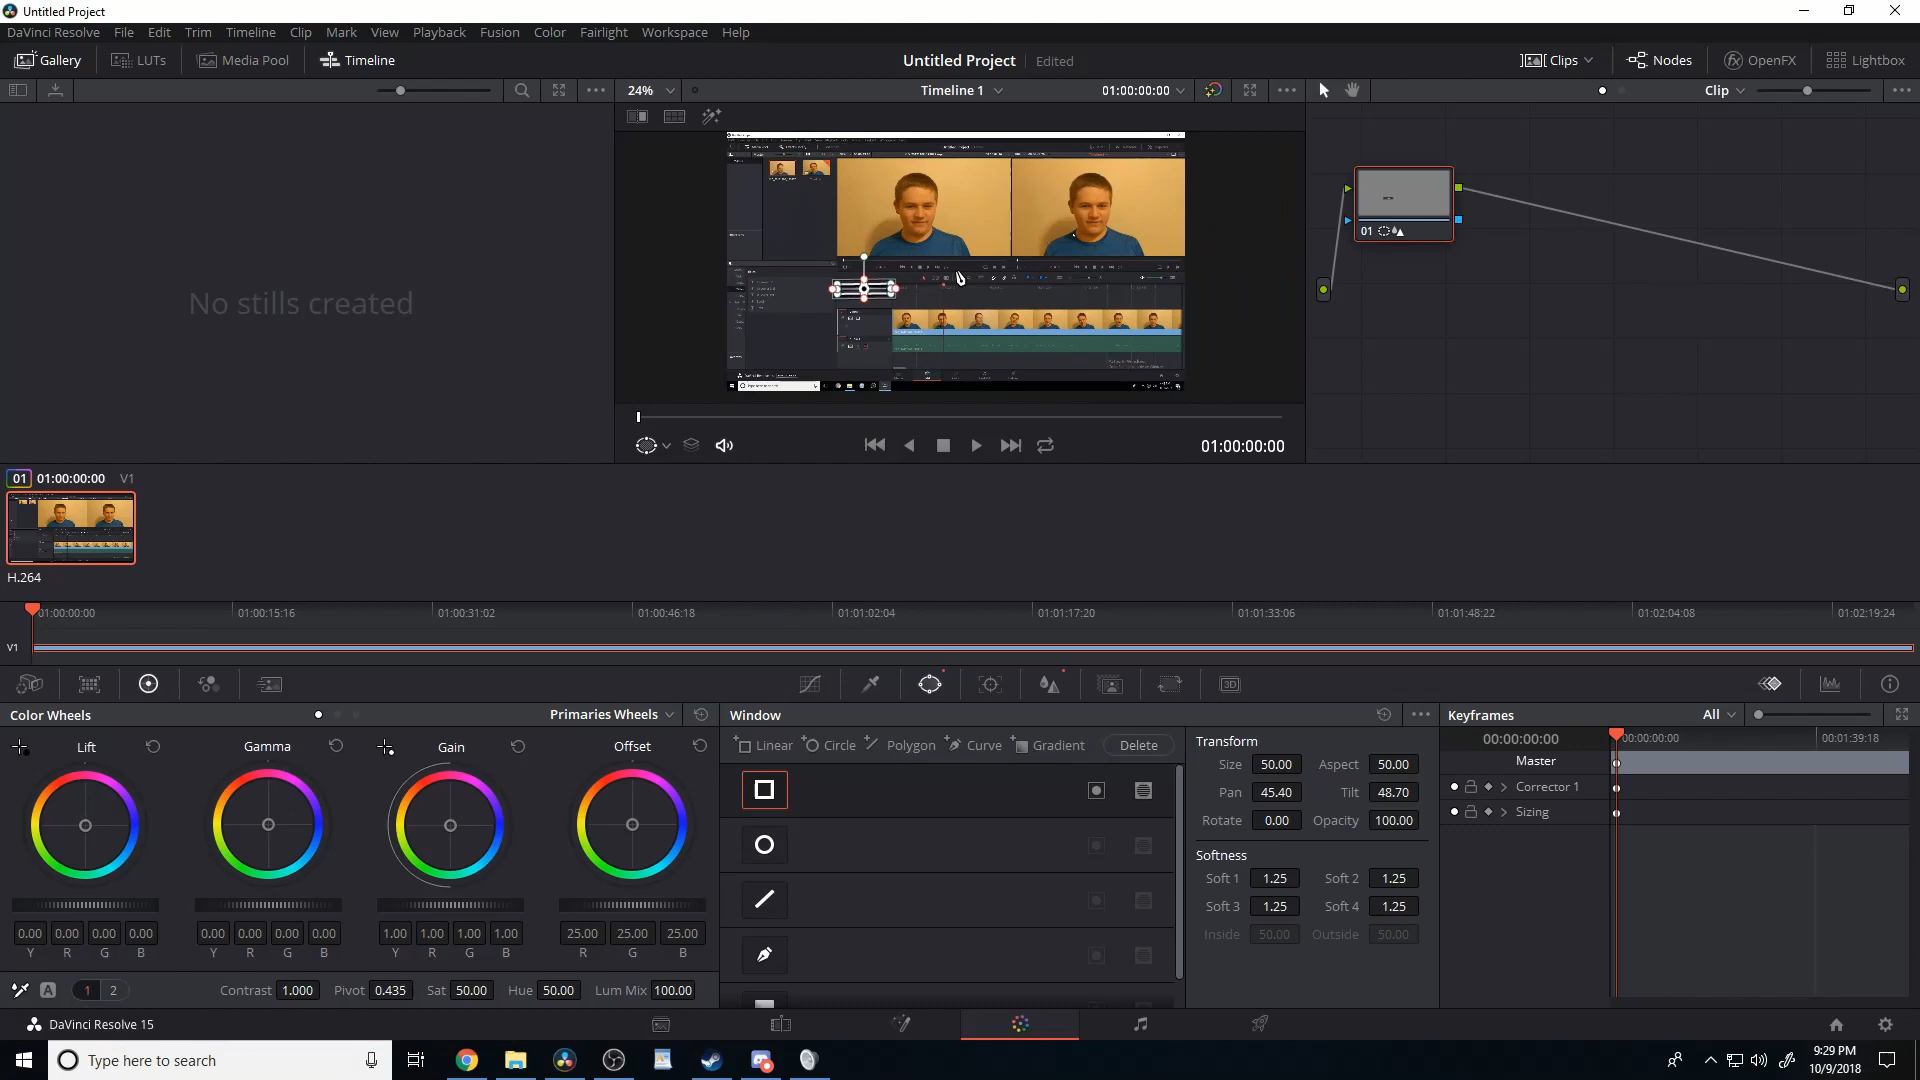 Untitled Project
DaVinci Resolve File Edit Trim Timeline Clip Mark View Playback Fusion Color Fairlight Workspace Help
Gallery LUTs Media Pool Timeline Untitled Project Edited Clips Nodes OpenFX Lightbox
24% Timeline 1 01:00:00:00 Clip
No stills created
01
01:00:00:00
01 01:00:00:00 V1
H.264
01:00:00:00 01:00:15:16 01:00:31:02 01:00:46:18 01:01:02:04 01:01:17:20 01:01:33:06 01:01:48:22 01:02:04:08 01:02:19:24
V1
3D
Color Wheels Primaries Wheels Window Keyframes All
Lift Gamma Gain Offset
Linear Circle Polygon Curve Gradient Delete
Transform
Size 50.00 Aspect 50.00
Pan 45.40 Tilt 48.70
Rotate 0.00 Opacity 100.00
Softness
Soft 1 1.25 Soft 2 1.25
Soft 3 1.25 Soft 4 1.25
Inside 50.00 Outside 50.00
00:00:00:00 00:00:00:00 00:01:39:18
Master
Corrector 1
Sizing
0.00 0.00 0.00 0.00 0.00 0.00 0.00 0.00 1.00 1.00 1.00 1.00 25.00 25.00 25.00
Y R G B Y R G B Y R G B R G B
A 1 2 Contrast 1.000 Pivot 0.435 Sat 50.00 Hue 50.00 Lum Mix 100.00
DaVinci Resolve 15
Type here to search
9:29 PM
10/9/2018